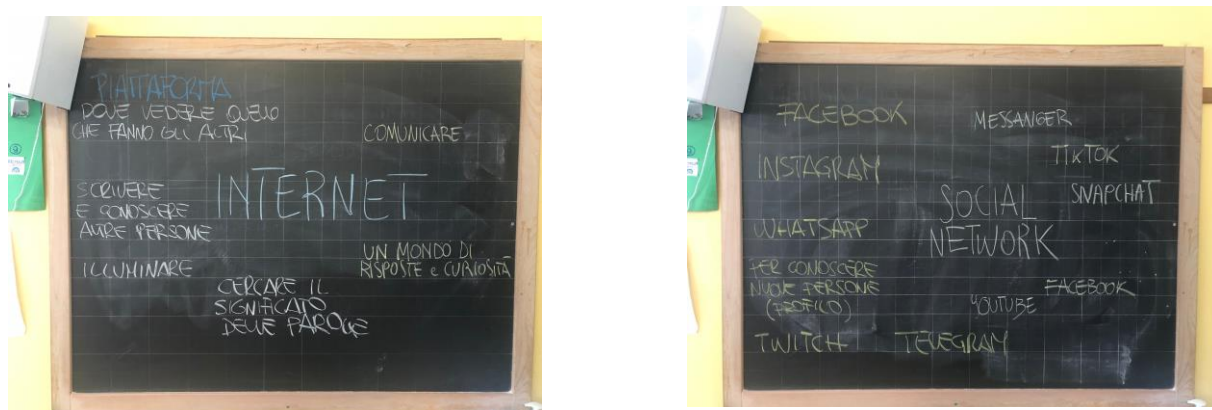 PIATTAFORMA
DOVE VEDERE QUELLO
CHE FANNO GLI ALTRI
COMUNICARE
INTERNET
SCRIVERE
E CONOSCERE
ALTRE PERSONE
ILLUMINARE
UN MONDO DI
RISPOSTE e CURIOSITÀ
CERCARE IL
SIGNIFICATO
DELLE PAROLE
FACEBOOK
MESSANGER
TIKTOK
INSTAGRAM
SNAPCHAT
SOCIAL
NETWORK
WHATSAPP
PER CONOSCERE
NUOVE PERSONE
(PROFILO)
FACEBOOK
YOUTUBE
TWITCH
TELEGRAM